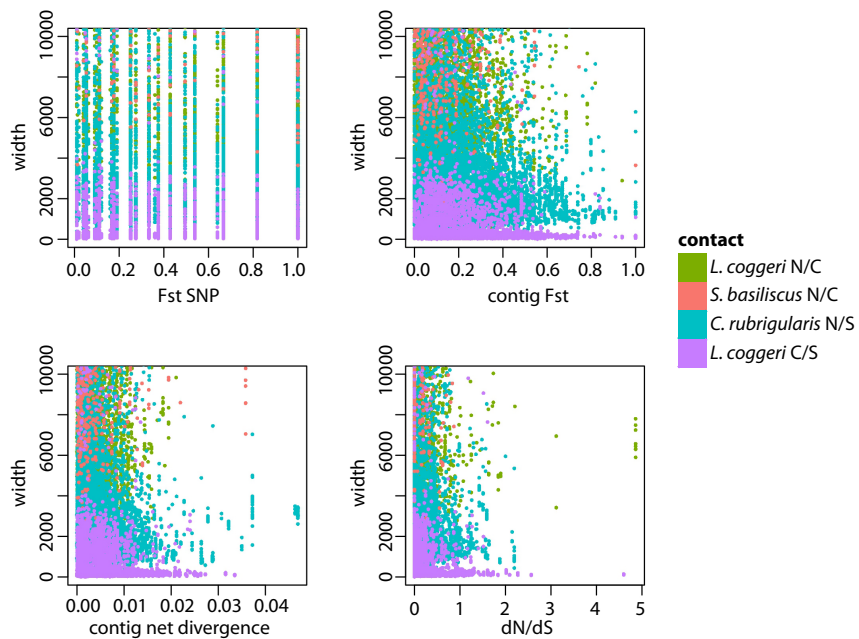 width
10000
6000
2000
0
0.0 0.2 0.4 0.6 0.8 1.0
Fst SNP
width
10000
6000
2000
0
0.0 0.2 0.4 0.6 0.8 1.0
contig Fst
contact
L. coggeri N/C
S. basiliscus N/C
C. rubrigularis N/S
L. coggeri C/S
width
10000
6000
2000
0
0.00 0.01 0.02 0.03 0.04
contig net divergence
width
10000
6000
2000
0
0 1 2 3 4 5
dN/dS